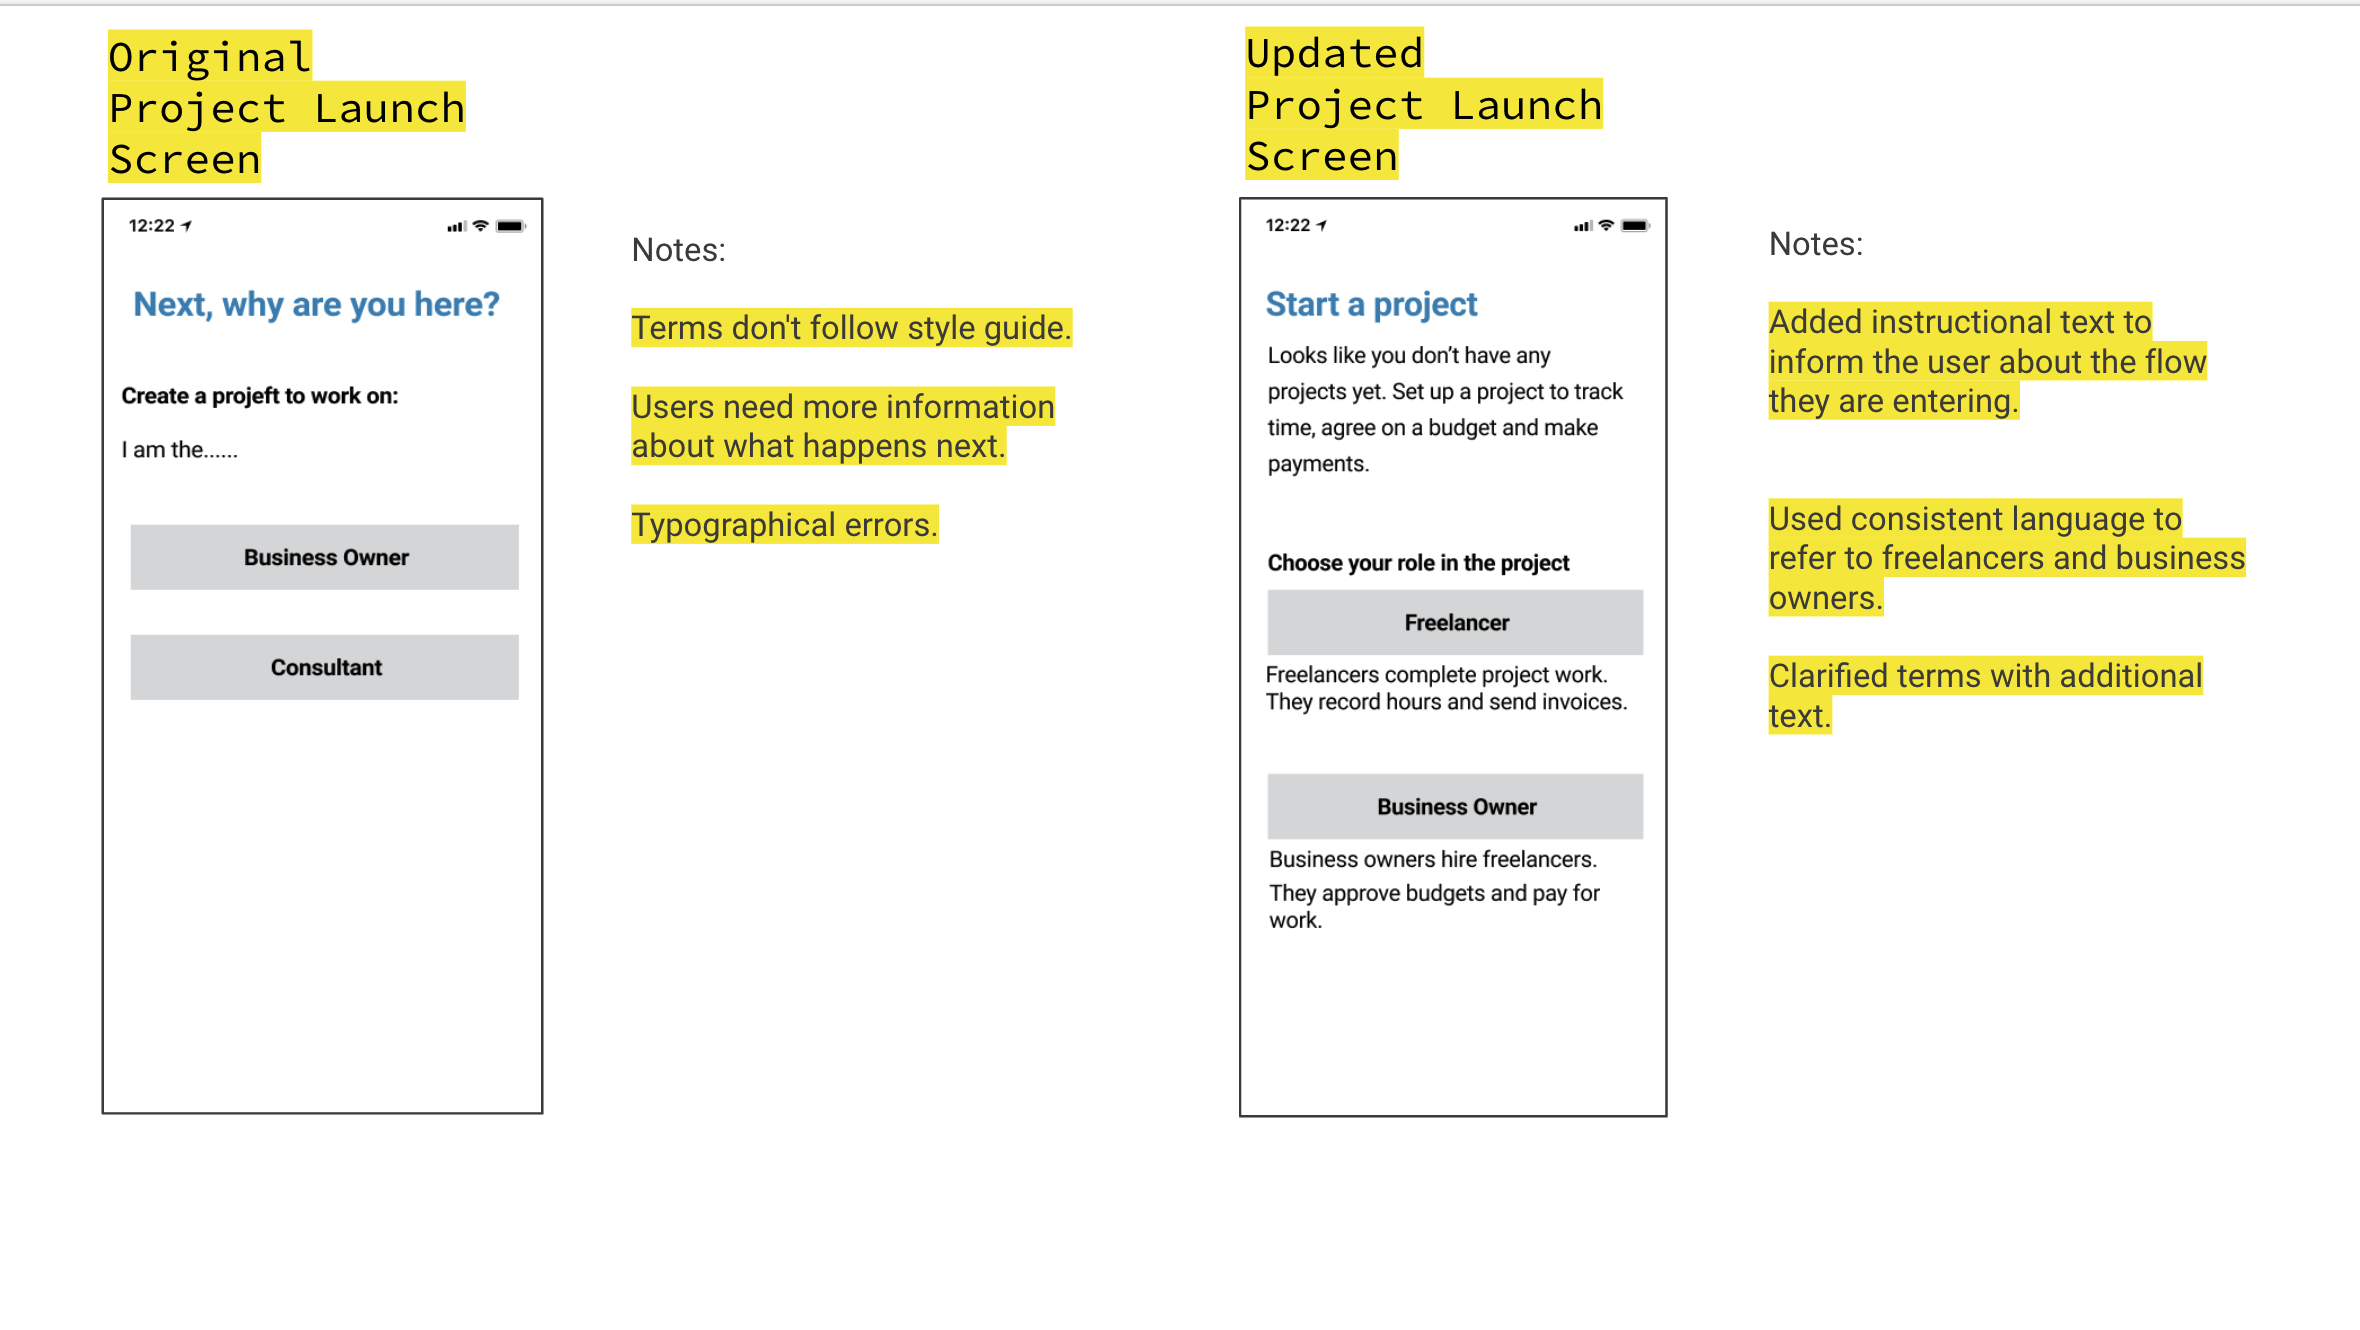 Original
Project Launch
Screen
12:22
Next, why are you here?
Create a projeft to work on:
I am the......
Business Owner
Consultant
Notes:
Terms don't follow style guide.
Users need more information
about what happens next.
Typographical errors.
Updated
Project Launch
Screen
12:22
Start a project
Looks like you don’t have any
projects yet. Set up a project to track
time, agree on a budget and make
payments.
Choose your role in the project
Freelancer
Freelancers complete project work.
They record hours and send invoices.
Business Owner
Business owners hire freelancers.
They approve budgets and pay for
work.
Notes:
Added instructional text to
inform the user about the flow
they are entering.
Used consistent language to
refer to freelancers and business
owners.
Clarified terms with additional
text.